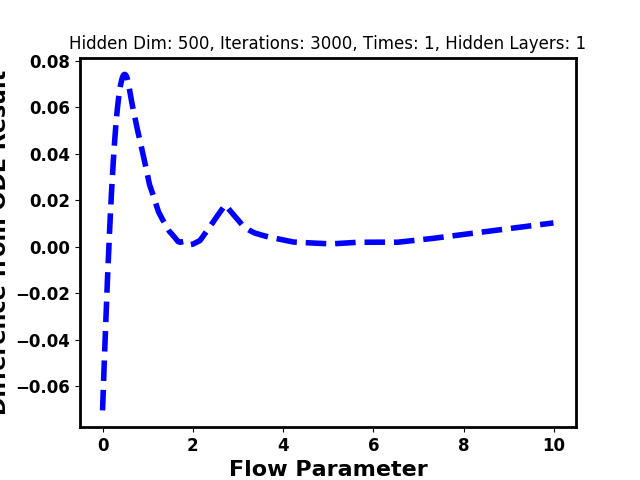 Hidden Dim: 500, Iterations: 3000, Times: 1, Hidden Layers: 1
Difference from ODE Result
0.08
0.06
0.04
0.02
0.00
−0.02
−0.04
−0.06
0 2 4 6 8 10
Flow Parameter